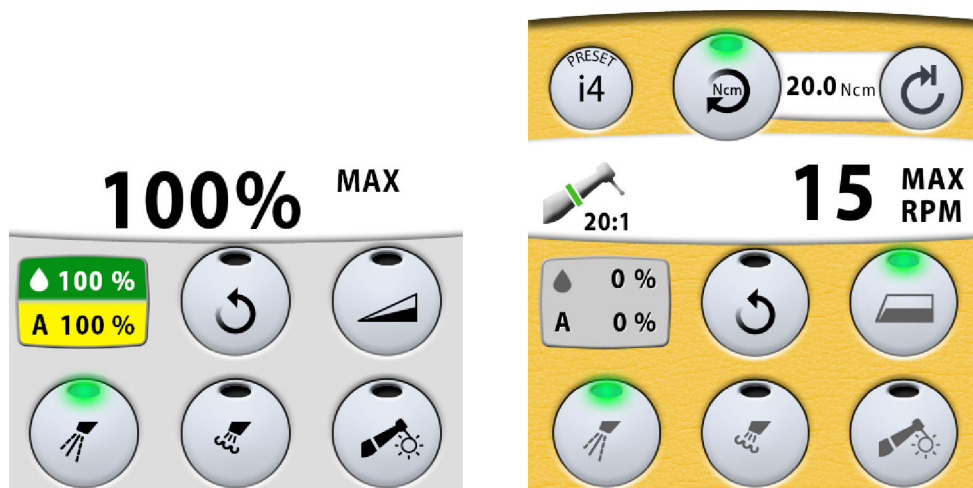 100% MAX
100 %
A 100 %
PRESET
i4
Ncm
20.0 Ncm
20:1
15 MAX
RPM
0 %
A 0 %